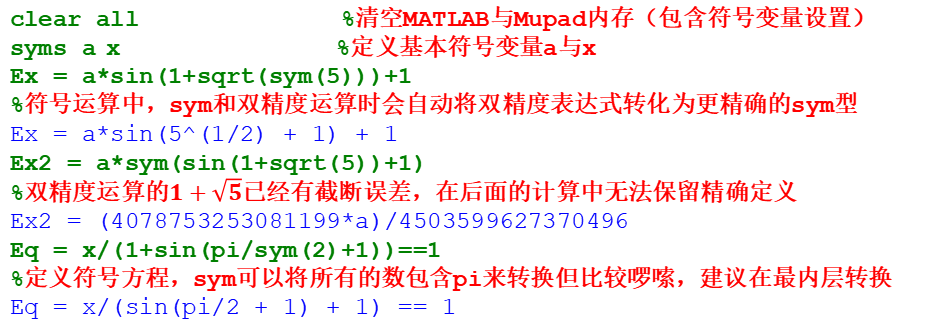 clear all %清空MATLAB与Mupad内存（包含符号变量设置）
syms a x %定义基本符号变量a与x
Ex = a*sin(1+sqrt(sym(5)))+1
%符号运算中，sym和双精度运算时会自动将双精度表达式转化为更精确的sym型
Ex = a*sin(5^(1/2) + 1) + 1
Ex2 = a*sym(sin(1+sqrt(5))+1)
%双精度运算的1 + √5已经有截断误差，在后面的计算中无法保留精确定义
Ex2 = (4078753253081199*a)/4503599627370496
Eq = x/(1+sin(pi/sym(2)+1))==1
%定义符号方程，sym可以将所有的数包含pi来转换但比较啰嗦，建议在最内层转换
Eq = x/(sin(pi/2 + 1) + 1) == 1